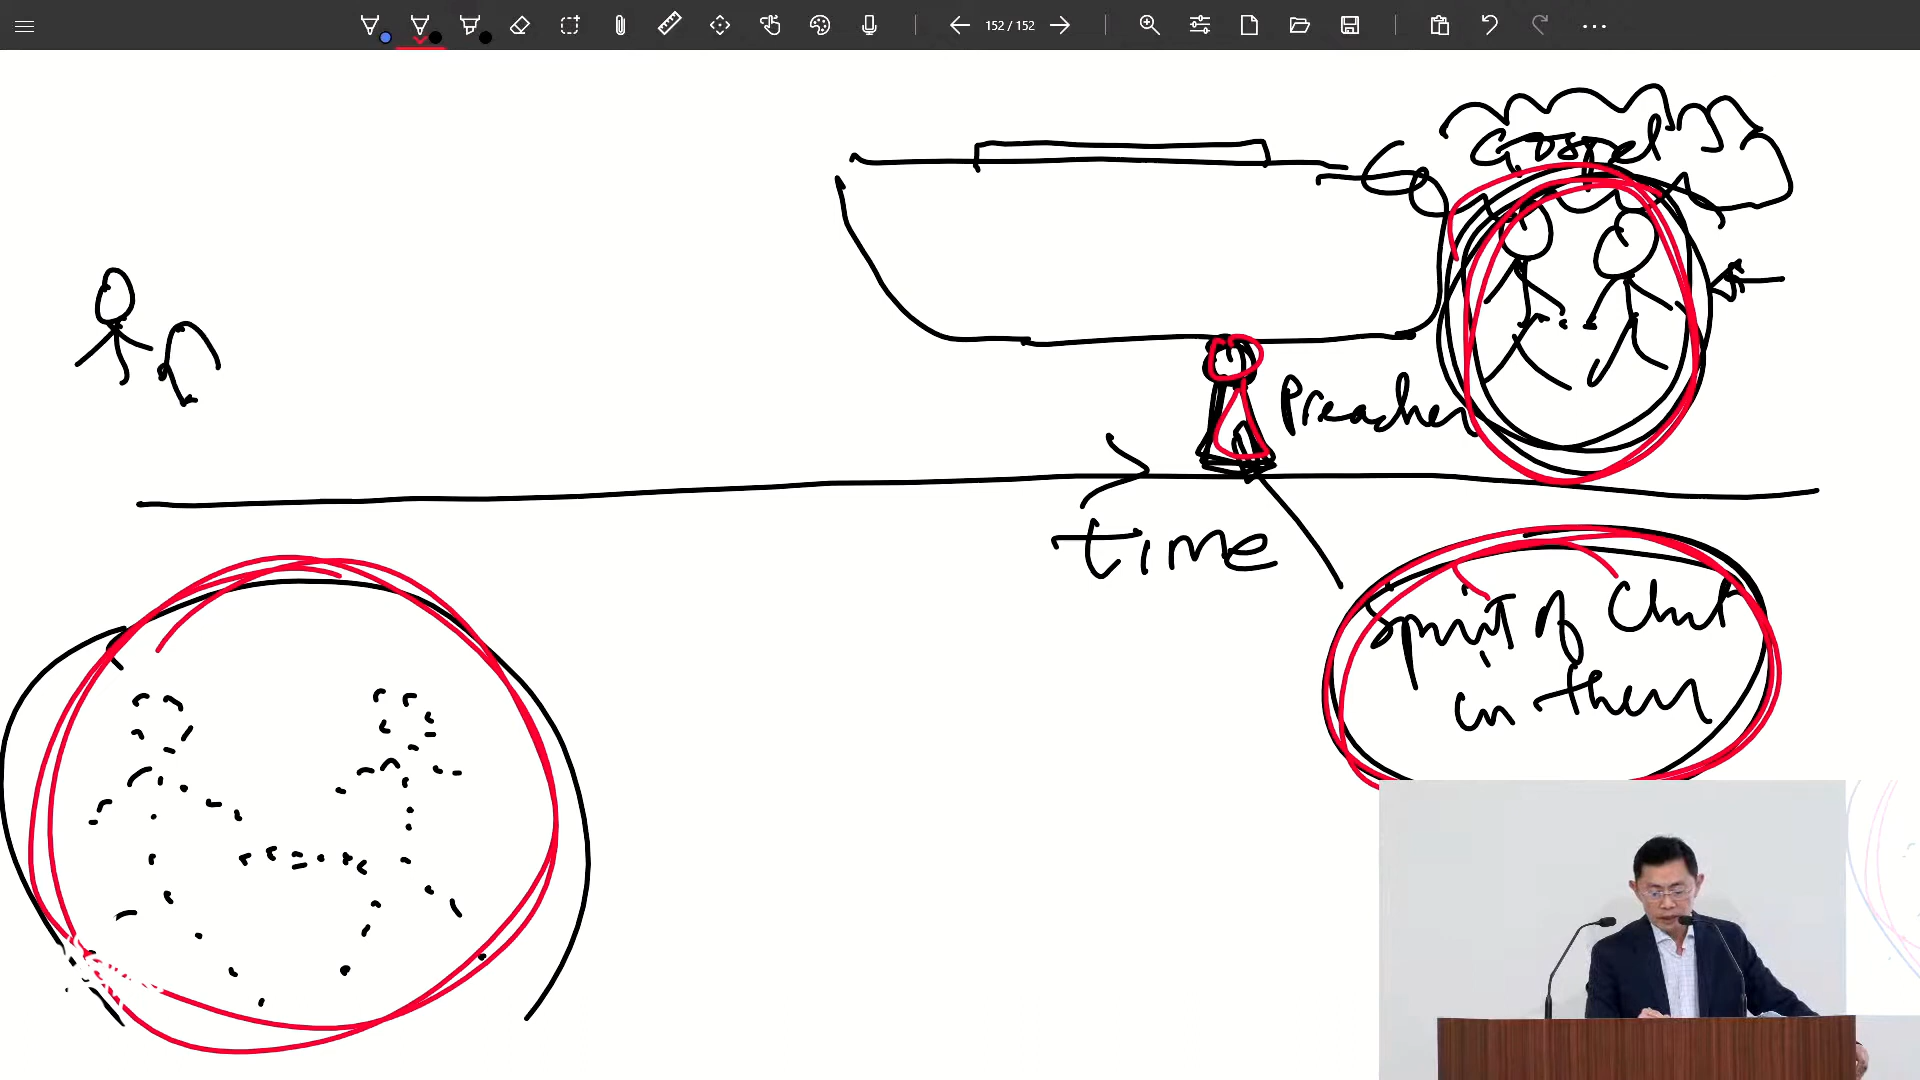 152 / 152
Gospel
Preacher
time
Spirit of Christ
in them